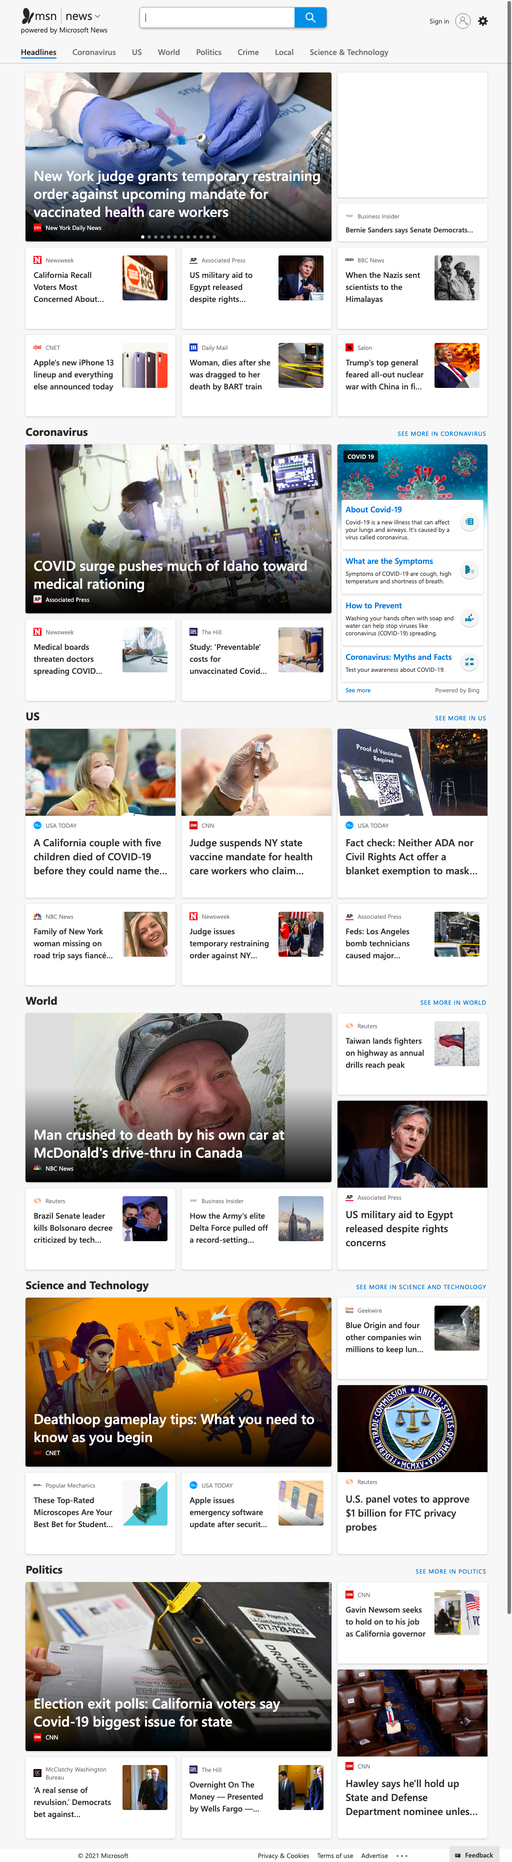 msn | news
powered by Microsoft News
Sign in
Headlines Coronavirus US World Politics Crime Local Science & Technology
New York judge grants temporary restraining
order against upcoming mandate for
vaccinated health care workers
New York Daily News
Business Insider
Bernie Sanders says Senate Democrats...
Newsweek
California Recall
Voters Most
Concerned About...
Associated Press
US military aid to
Egypt released
despite rights...
BBC News
When the Nazis sent
scientists to the
Himalayas
CNET
Apple's new iPhone 13
lineup and everything
else announced today
Daily Mail
Woman, dies after she
was dragged to her
death by BART train
Salon
Trump's top general
feared all-out nuclear
war with China in fi...
Coronavirus
SEE MORE IN CORONAVIRUS
COVID surge pushes much of Idaho toward
medical rationing
Associated Press
COVID 19
About Covid-19
Covid-19 is a new illness that can affect
your lungs and airways. It's caused by a
virus called coronavirus.
What are the Symptoms
Symptoms of COVID-19 are cough, high
temperature and shortness of breath.
How to Prevent
Washing your hands often with soap and
water can help stop viruses like
coronavirus (COVID-19) spreading.
Coronavirus: Myths and Facts
Test your awareness about COVID-19.
See more
Powered by Bing
Newsweek
Medical boards
threaten doctors
spreading COVID...
The Hill
Study: 'Preventable'
costs for
unvaccinated Covid...
US
SEE MORE IN US
USA TODAY
A California couple with five
children died of COVID-19
before they could name the...
CNN
Judge suspends NY state
vaccine mandate for health
care workers who claim...
Proof of Vaccination
Required
USA TODAY
Fact check: Neither ADA nor
Civil Rights Act offer a
blanket exemption to mask...
NBC News
Family of New York
woman missing on
road trip says fiancé...
Newsweek
Judge issues
temporary restraining
order against NY...
Associated Press
Feds: Los Angeles
bomb technicians
caused major...
World
SEE MORE IN WORLD
Man crushed to death by his own car at
McDonald's drive-thru in Canada
NBC News
Reuters
Taiwan lands fighters
on highway as annual
drills reach peak
Associated Press
US military aid to Egypt
released despite rights
concerns
Reuters
Brazil Senate leader
kills Bolsonaro decree
criticized by tech...
Business Insider
How the Army's elite
Delta Force pulled off
a record-setting...
Science and Technology
SEE MORE IN SCIENCE AND TECHNOLOGY
DEATHLOOP
Deathloop gameplay tips: What you need to
know as you begin
CNET
Geekwire
Blue Origin and four
other companies win
millions to keep lun...
FEDERAL TRADE COMMISSION UNITED STATES OF AMERICA
MCMXV
Reuters
U.S. panel votes to approve
$1 billion for FTC privacy
probes
Popular Mechanics
These Top-Rated
Microscopes Are Your
Best Bet for Student...
USA TODAY
Apple issues
emergency software
update after securit...
Politics
SEE MORE IN POLITICS
VBM
DROP-OFF
Election exit polls: California voters say
Covid-19 biggest issue for state
CNN
CNN
Gavin Newsom seeks
to hold on to his job
as California governor
CNN
Hawley says he'll hold up
State and Defense
Department nominee unles...
McClatchy Washington
Bureau
'A real sense of
revulsion.' Democrats
bet against...
The Hill
Overnight On The
Money — Presented
by Wells Fargo —...
© 2021 Microsoft
Privacy & Cookies Terms of use Advertise ...
Feedback